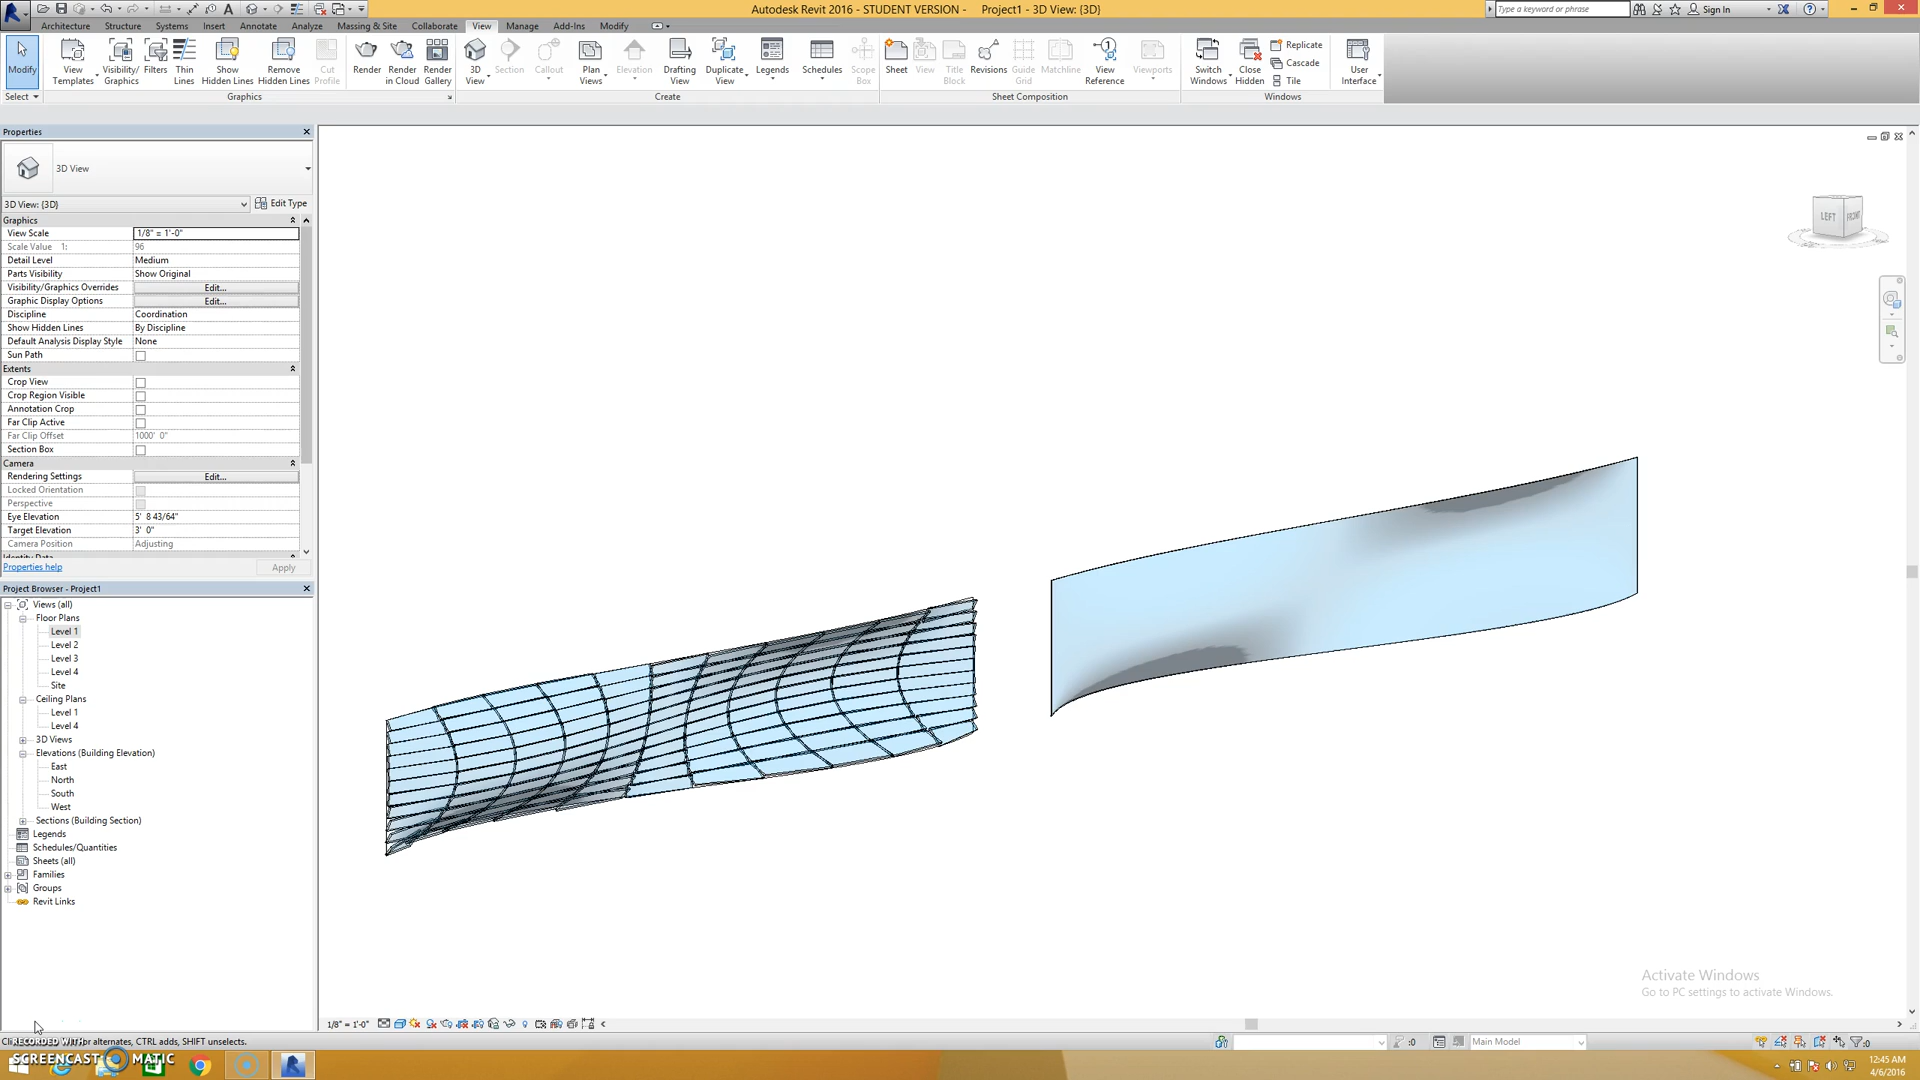 Autodesk Revit 2016 - STUDENT VERSION - Project1 - 3D View: {3D}
Type a keyword or phrase
Sign In
Architecture Structure Systems Insert Annotate Analyze Massing & Site Collaborate View Manage Add-Ins Modify
Modify
View Templates
Visibility/ Graphics
Filters
Thin Lines
Show Hidden Lines
Remove Hidden Lines
Cut Profile
Render
Render in Cloud
Render Gallery
3D View
Section
Callout
Plan Views
Elevation
Drafting View
Duplicate View
Legends
Schedules
Scope Box
Sheet
View
Title Block
Revisions
Guide Grid
Matchline
View Reference
Viewports
Switch Windows
Close Hidden
Replicate
Cascade
Tile
User Interface
Select
Graphics
Create
Sheet Composition
Windows
Properties
3D View
3D View: {3D}
Edit Type
Graphics
View Scale 1/8" = 1'-0"
Scale Value 1: 96
Detail Level Medium
Parts Visibility Show Original
Visibility/Graphics Overrides Edit...
Graphic Display Options Edit...
Discipline Coordination
Show Hidden Lines By Discipline
Default Analysis Display Style None
Sun Path
Extents
Crop View
Crop Region Visible
Annotation Crop
Far Clip Active
Far Clip Offset 1000' 0"
Section Box
Camera
Rendering Settings Edit...
Locked Orientation
Perspective
Eye Elevation 5' 8 43/64"
Target Elevation 3' 0"
Camera Position Adjusting
Identity Data
Properties help
Apply
Project Browser - Project1
Views (all)
Floor Plans
Level 1
Level 2
Level 3
Level 4
Site
Ceiling Plans
Level 1
Level 4
3D Views
Elevations (Building Elevation)
East
North
South
West
Sections (Building Section)
Legends
Schedules/Quantities
Sheets (all)
Families
Groups
Revit Links
LEFT
FRONT
Activate Windows
Go to PC settings to activate Windows.
1/8" = 1'-0"
for alternates, CTRL adds, SHIFT unselects.
:0
Main Model
:0
RECORDED WITH
SCREENCAST MATIC
12:45 AM
4/6/2016